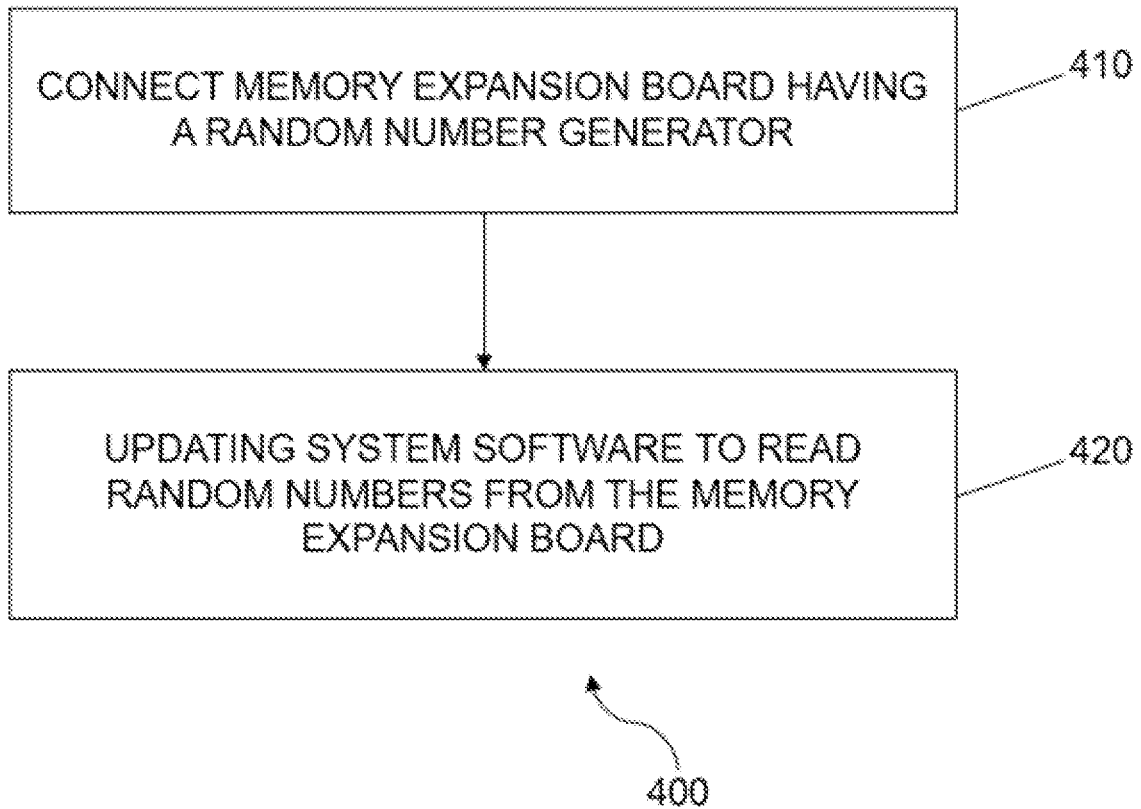 CONNECT MEMORY EXPANSION BOARD HAVING
A RANDOM NUMBER GENERATOR
410
UPDATING SYSTEM SOFTWARE TO READ
RANDOM NUMBERS FROM THE MEMORY
EXPANSION BOARD
420
400